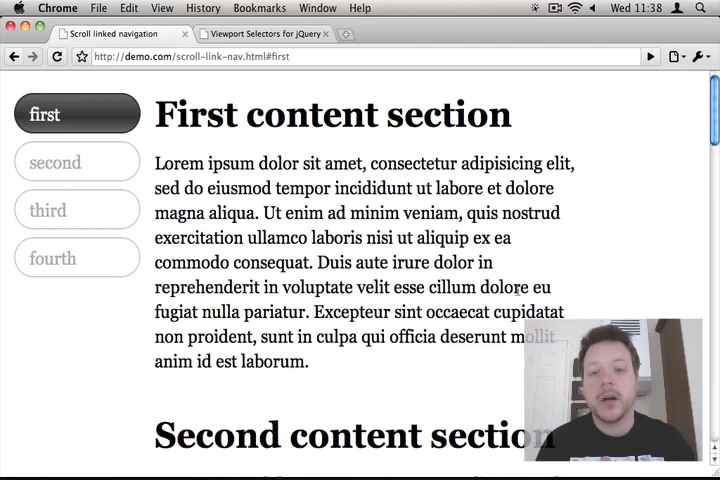 Chrome File Edit View History Bookmarks Window Help Wed 11:38
Scroll linked navigation Viewport Selectors for jQuery
http://demo.com/scroll-link-nav.html#first
first
second
third
fourth
First content section
Lorem ipsum dolor sit amet, consectetur adipisicing elit,
sed do eiusmod tempor incididunt ut labore et dolore
magna aliqua. Ut enim ad minim veniam, quis nostrud
exercitation ullamco laboris nisi ut aliquip ex ea
commodo consequat. Duis aute irure dolor in
reprehenderit in voluptate velit esse cillum dolore eu
fugiat nulla pariatur. Excepteur sint occaecat cupidatat
non proident, sunt in culpa qui officia deserunt mollit
anim id est laborum.
Second content section